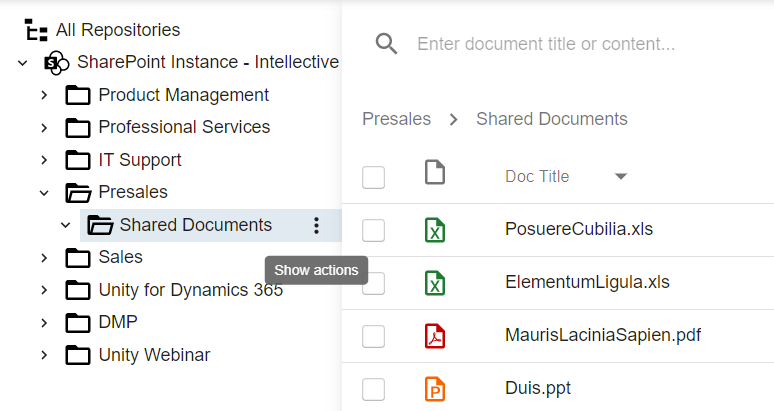 All Repositories
SharePoint Instance - Intellective
Product Management
Professional Services
IT Support
Presales
Shared Documents
Show actions
Sales
Unity for Dynamics 365
DMP
Unity Webinar
Enter document title or content...
Presales > Shared Documents
Doc Title
PosuereCubilia.xls
ElementumLigula.xls
MaurisLaciniaSapien.pdf
Duis.ppt